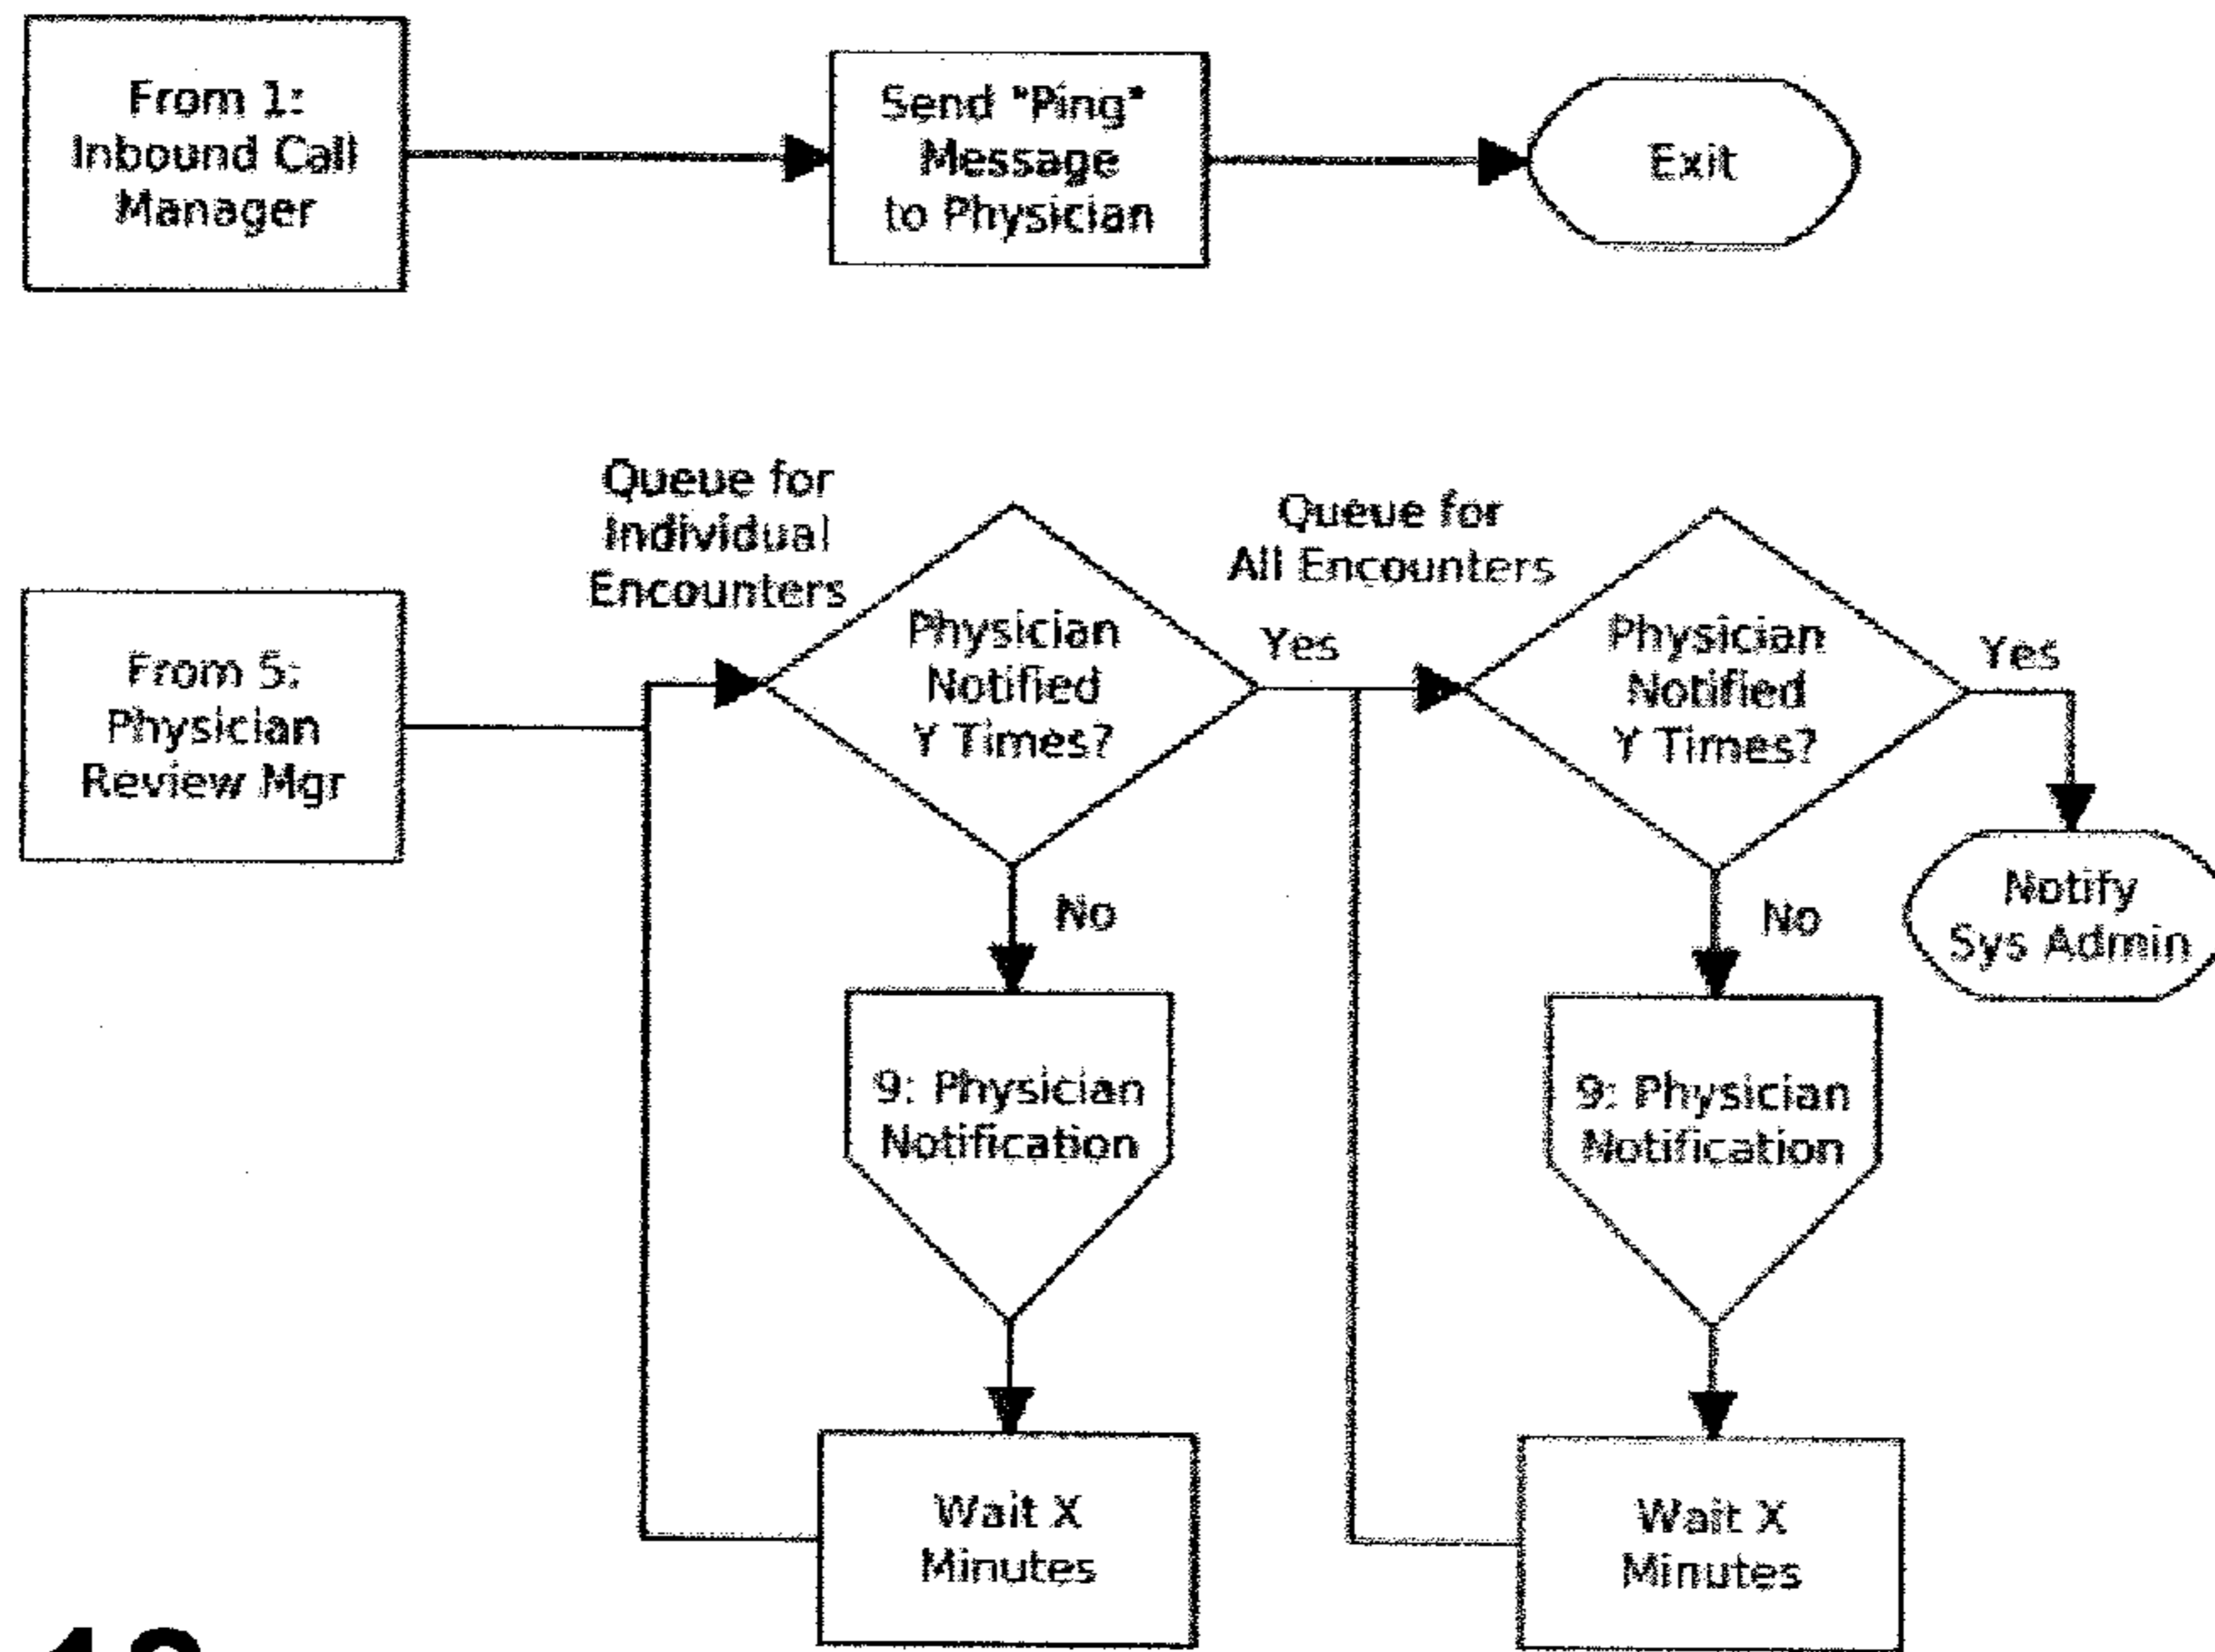 From 1:
Inbound Call
Manager
Send "Ping"
Message
to Physician
Exit
Queue for
Individual
Encounters
Queue for
All Encounters
From 5:
Physician
Review Mgr
Physician
Notified
Y Times?
Yes
Physician
Notified
Y Times?
Yes
No
No
Notify
Sys Admin
9: Physician
Notification
9: Physician
Notification
Wait X
Minutes
Wait X
Minutes